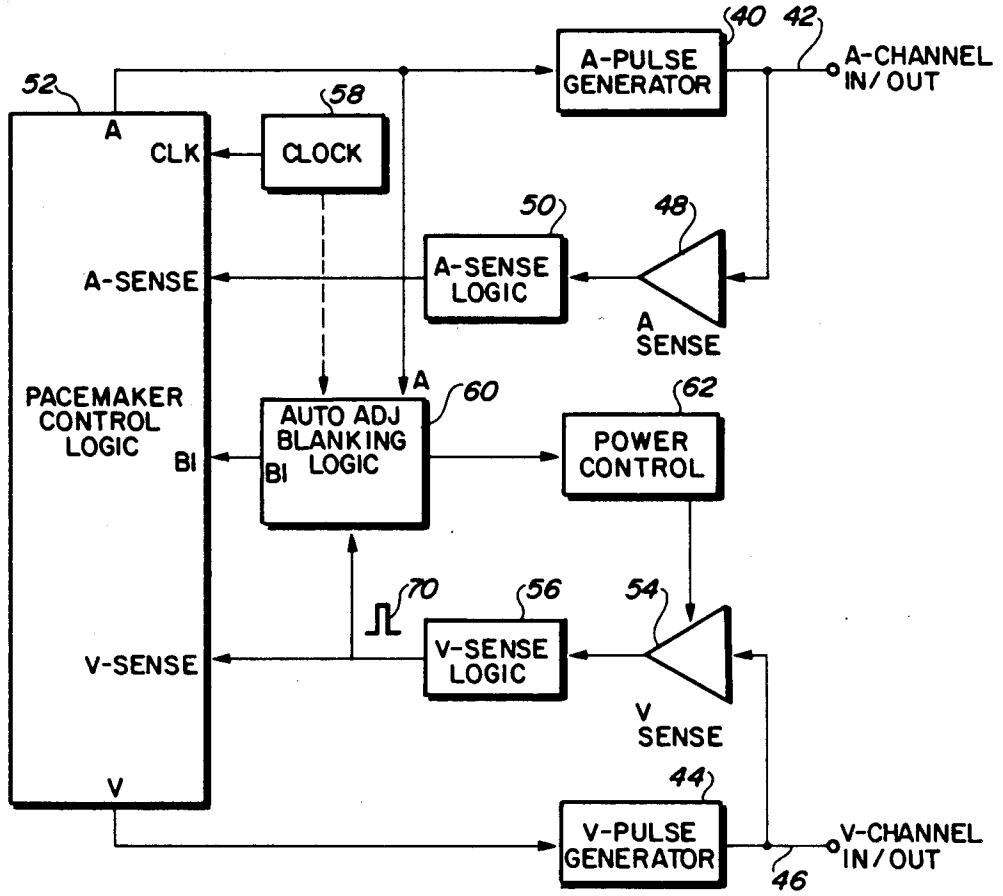 40
42
A-PULSE
GENERATOR
A-CHANNEL
IN/OUT
52
A
58
CLK
CLOCK
50
48
A-SENSE
A-SENSE
LOGIC
A
SENSE
A
60
62
PACEMAKER
CONTROL
LOGIC
AUTO ADJ
BLANKING
LOGIC
BI
BI
POWER
CONTROL
70
56
54
V-SENSE
V-SENSE
LOGIC
V
SENSE
V
44
V-PULSE
GENERATOR
V-CHANNEL
IN/OUT
46